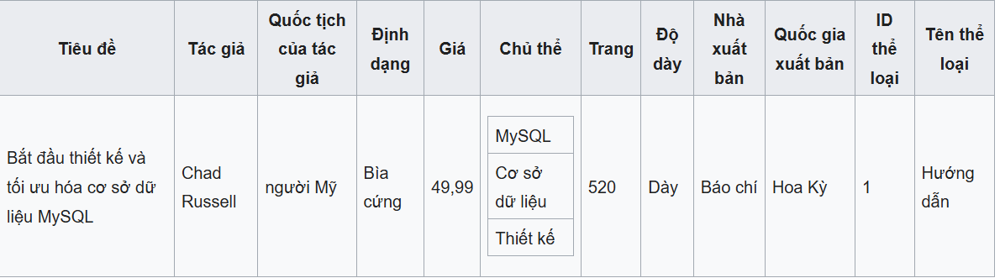 Tiêu đề
Tác giả
Quốc tịch
của tác
giả
Định
dạng
Giá
Chủ thể
Trang
Độ
dày
Nhà
xuất
bản
Quốc gia
xuất bản
ID
thể
loại
Tên thể
loại
Bắt đầu thiết kế và
tối ưu hóa cơ sở dữ
liệu MySQL
Chad
Russell
người Mỹ
Bìa
cứng
49,99
MySQL
Cơ sở
dữ liệu
Thiết kế
520
Dày
Báo chí
Hoa Kỳ
1
Hướng
dẫn